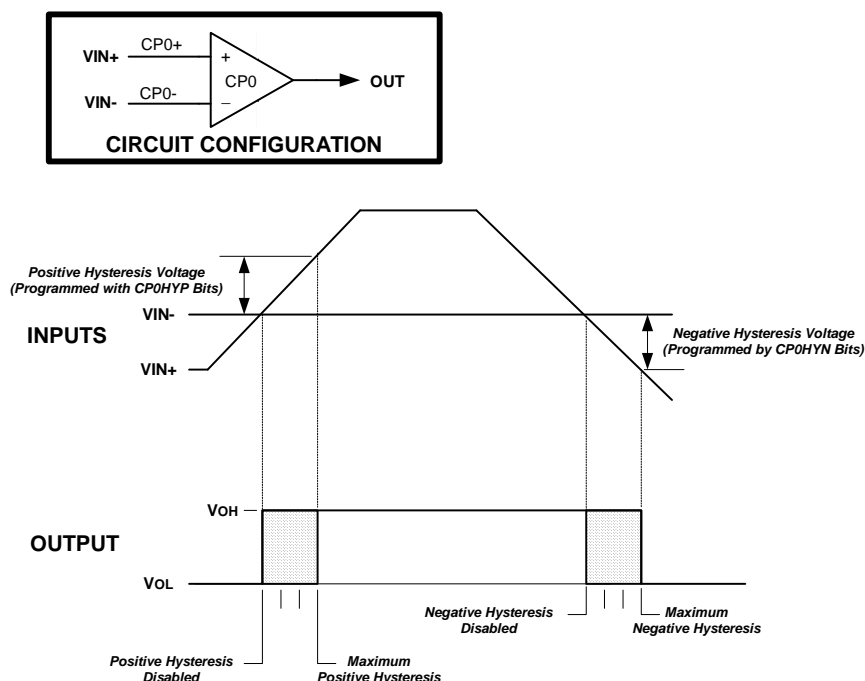 VIN+
CP0+
+
CP0
OUT
VIN-
CP0-
−
CIRCUIT CONFIGURATION
Positive Hysteresis Voltage
(Programmed with CP0HYP Bits)
VIN-
INPUTS
Negative Hysteresis Voltage
(Programmed by CP0HYN Bits)
VIN+
VOH
OUTPUT
VOL
Negative Hysteresis
Disabled
Maximum
Negative Hysteresis
Positive Hysteresis
Disabled
Maximum
Positive Hysteresis